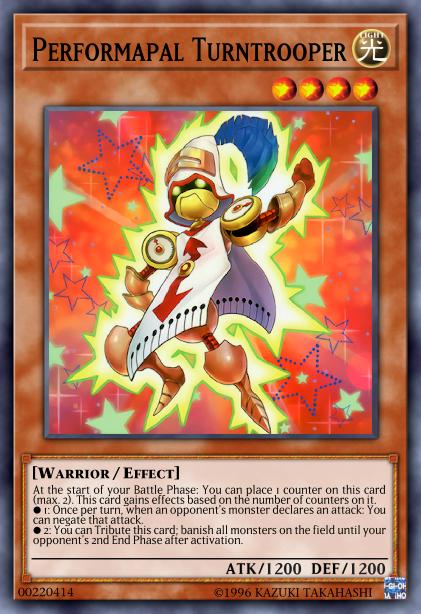 PERFORMAPAL TURNTROOPER
LIGHT
光
[WARRIOR / EFFECT]
At the start of your Battle Phase: You can place 1 counter on this card
(max. 2). This card gains effects based on the number of counters on it.
● 1: Once per turn, when an opponent's monster declares an attack: You
can negate that attack.
● 2: You can Tribute this card; banish all monsters on the field until your
opponent's 2nd End Phase after activation.
ATK/1200 DEF/1200
00220414
©1996 KAZUKI TAKAHASHI